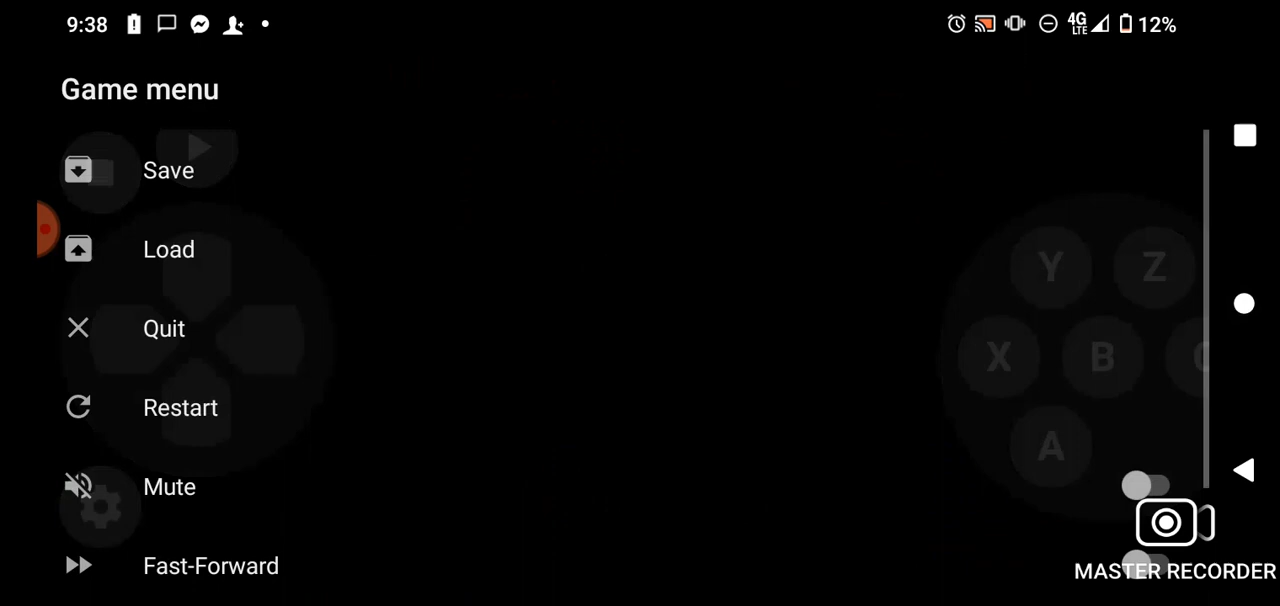 9:38
4G
LTE
12%
Game menu
Save
Load
Quit
Restart
Mute
Fast-Forward
Y Z
X B C
A
MASTER RECORDER